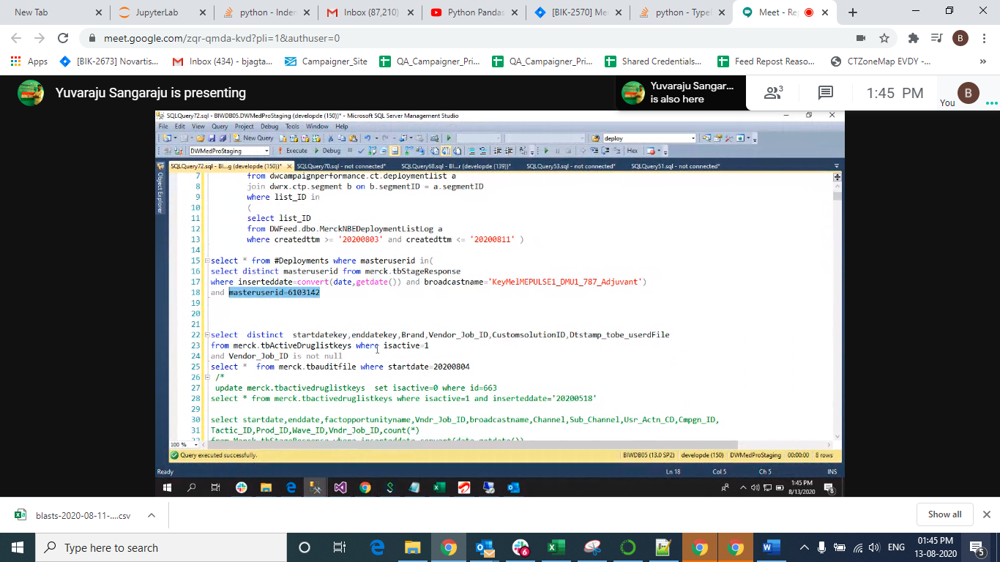 New Tab
JupyterLab
python - Inder
Inbox (87,210)
Python Pandas
[BIK-2570] Me
python - Type
Meet - Re
meet.google.com/zqr-qmda-kvd?pli=1&authuser=0
B
Apps
[BIK-2673] Novartis...
Inbox (434) - bjagta...
Campaigner_Site
QA_Campaigner_Pri...
QA_Campaigner_Pri...
Shared Credentials...
Feed Repost Reaso...
CTZoneMap EVDY -...
»
Yuvaraju Sangaraju is presenting
Yuvaraju Sangar...
is also here
3
1:45 PM
You
B
SQLQuery72.sql - BIWDB05.DWMedProStaging (developde (150))* - Microsoft SQL Server Management Studio
File Edit View Query Project Debug Tools Window Help
New Query
deploy
DWMedProStaging
Execute
Debug
Hex
SQLQuery72.sql - BI...g (developde (150))*
SQLQuery70.sql - not connected*
SQLQuery68.sql - BI...r (developde (139))*
SQLQuery53.sql - not connected*
SQLQuery51.sql - not connected*
Object Explorer
7 from dwcampaignperformance.ct.deploymentlist a
8 join dwrx.ctp.segment b on b.segmentID = a.segmentID
9 where list_ID in
10 (
11 select list_ID
12 from DWFeed.dbo.MerckNBEDeploymentListLog a
13 where createdttm >= '20200803' and createdttm <= '20200811' )
14
15 select * from #Deployments where masteruserid in(
16 select distinct masteruserid from merck.tbStageResponse
17 where inserteddate=convert(date,getdate()) and broadcastname='KeyMelMEPULSE1_DMU1_787_Adjuvant')
18 and masteruserid=6103142
19
20
21
22 select distinct startdatekey,enddatekey,Brand,Vendor_Job_ID,CustomsolutionID,Dtstamp_tobe_userdFile
23 from merck.tbActiveDruglistkeys where isactive=1
24 and Vendor_Job_ID is not null
25 select * from merck.tbauditfile where startdate=20200804
26 /*
27 update merck.tbactivedruglistkeys set isactive=0 where id=663
28 select * from merck.tbactivedruglistkeys where isactive=1 and inserteddate='20200518'
29
30 select startdate,enddate,factopportunityname,Vndr_Job_ID,broadcastname,Channel,Sub_Channel,Usr_Actn_CD,Cmpgn_ID,
31 Tactic_ID,Prod_ID,Wave_ID,Vndr_Job_ID,count(*)
32 from Merck.tbStageResponse where inserteddate=convert(date,getdate())
100 %
Query executed successfully.
BIWDB05 (13.0 SP2)
developde (150)
DWMedProStaging
00:00:00
8 rows
Ready
Ln 18
Col 5
Ch 5
INS
1:45 PM
8/13/2020
8
blasts-2020-08-11-....csv
Show all
Type here to search
6
ENG
01:45 PM
13-08-2020
5